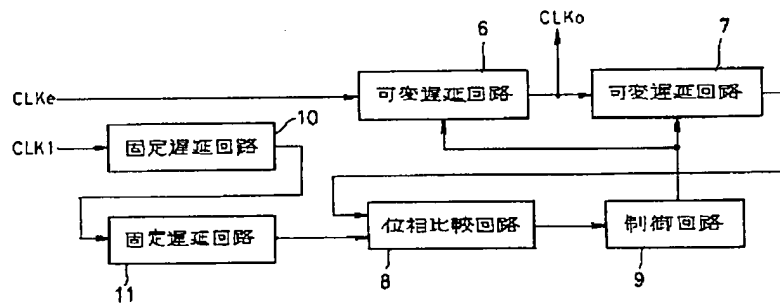 6
CLKo
7
CLKe
可変遅延回路
可変遅延回路
10
CLK1
固定遅延回路
固定遅延回路
位相比較回路
制御回路
11
8
9